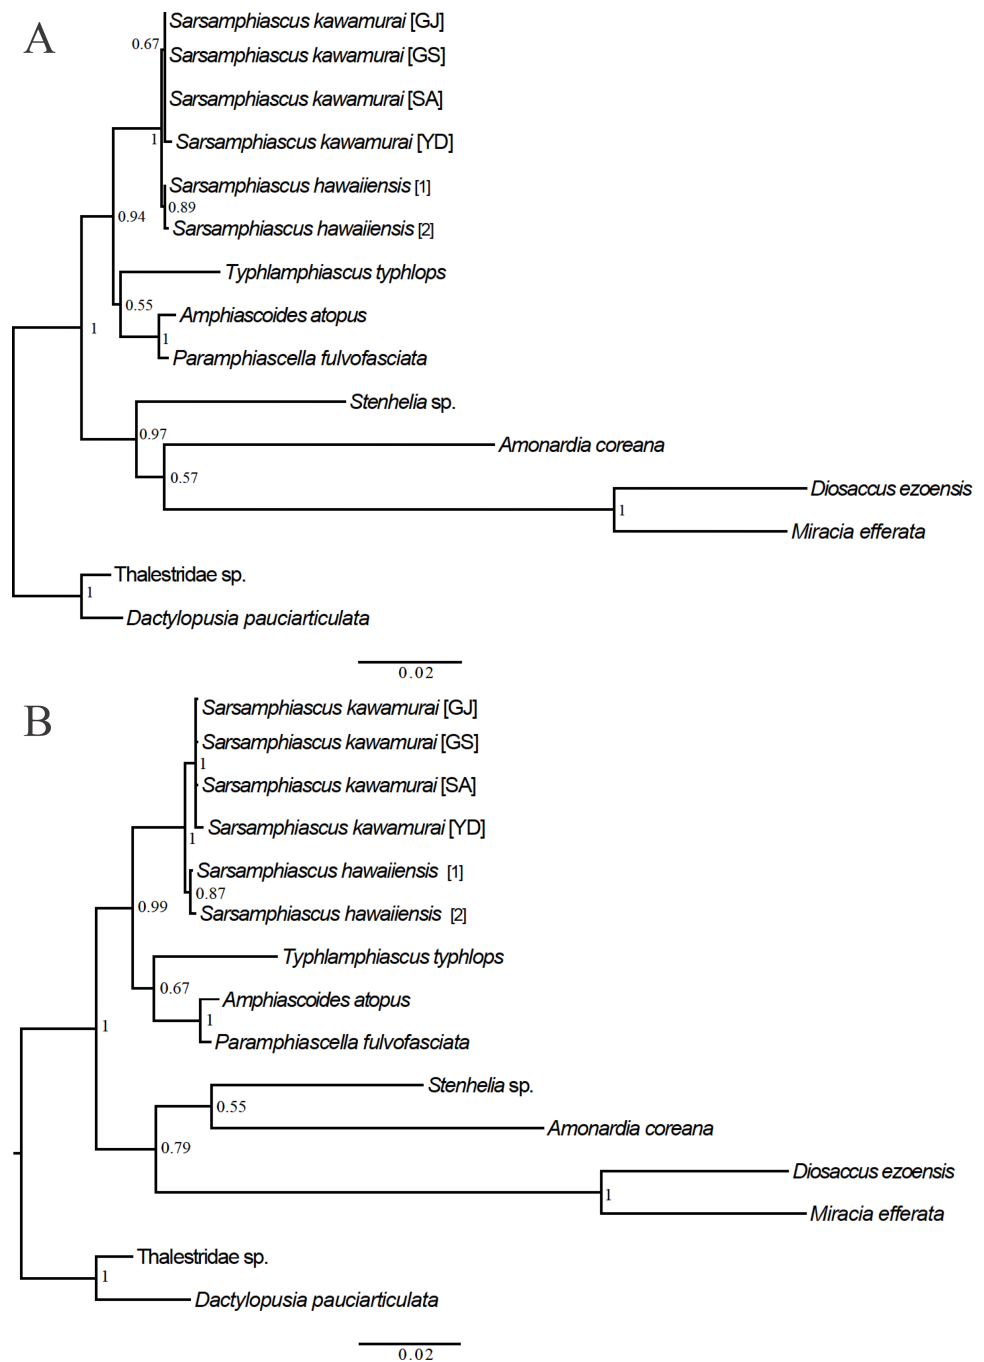 A
Sarsamphiascus kawamurai [GJ]
0.67
Sarsamphiascus kawamurai [GS]
Sarsamphiascus kawamurai [SA]
Sarsamphiascus kawamurai [YD]
1
Sarsamphiascus hawaiiensis [1]
0.89
0.94
Sarsamphiascus hawaiiensis [2]
Typhlamphiascus typhlops
0.55
Amphiascoides atopus
1
1
Paramphiascella fulvofasciata
Stenhelia sp.
0.97
Amonardia coreana
0.57
Diosaccus ezoensis
1
Miracia efferata
Thalestridae sp.
1
Dactylopusia pauciarticulata
0.02
B
Sarsamphiascus kawamurai [GJ]
Sarsamphiascus kawamurai [GS]
1
Sarsamphiascus kawamurai [SA]
Sarsamphiascus kawamurai [YD]
1
Sarsamphiascus hawaiiensis [1]
0.87
0.99
Sarsamphiascus hawaiiensis [2]
Typhlamphiascus typhlops
0.67
Amphiascoides atopus
1
1
Paramphiascella fulvofasciata
Stenhelia sp.
0.55
Amonardia coreana
0.79
Diosaccus ezoensis
1
Miracia efferata
Thalestridae sp.
1
Dactylopusia pauciarticulata
0.02